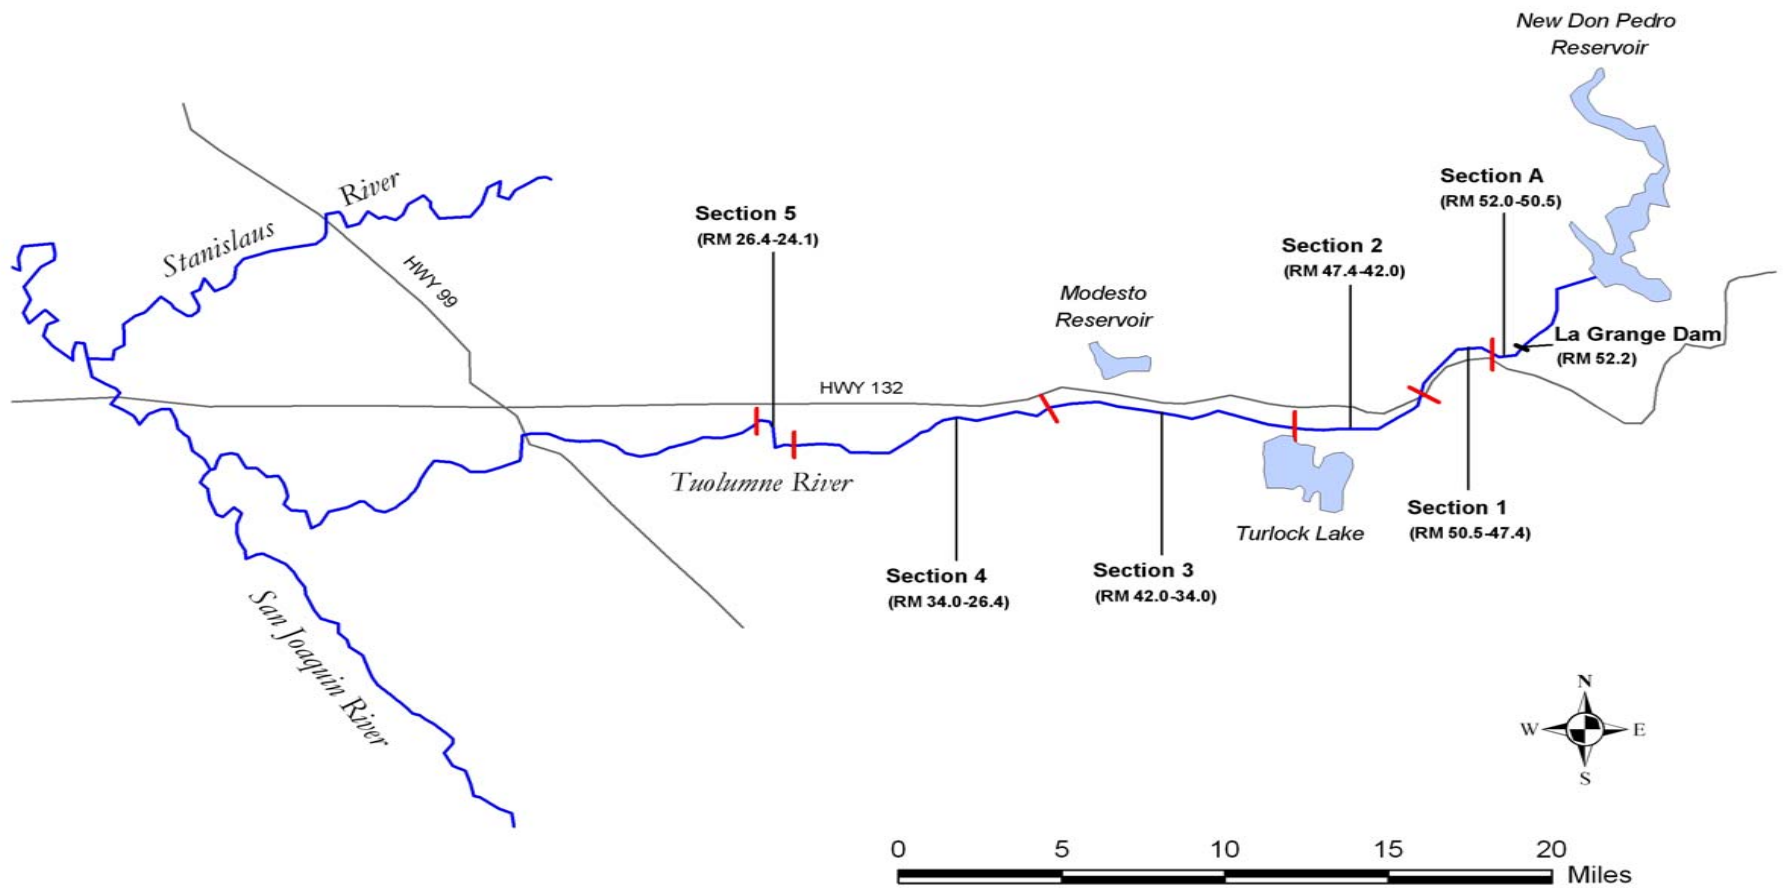 New Don Pedro
Reservoir
Section A
(RM 52.0-50.5)
River
Stanislaus
Section 5
(RM 26.4-24.1)
Section 2
(RM 47.4-42.0)
HWY 99
Modesto
Reservoir
La Grange Dam
(RM 52.2)
HWY 132
Tuolumne River
Section 1
(RM 50.5-47.4)
Turlock Lake
Section 4
(RM 34.0-26.4)
Section 3
(RM 42.0-34.0)
San Joaquin River
N
W E
S
0 5 10 15 20
Miles